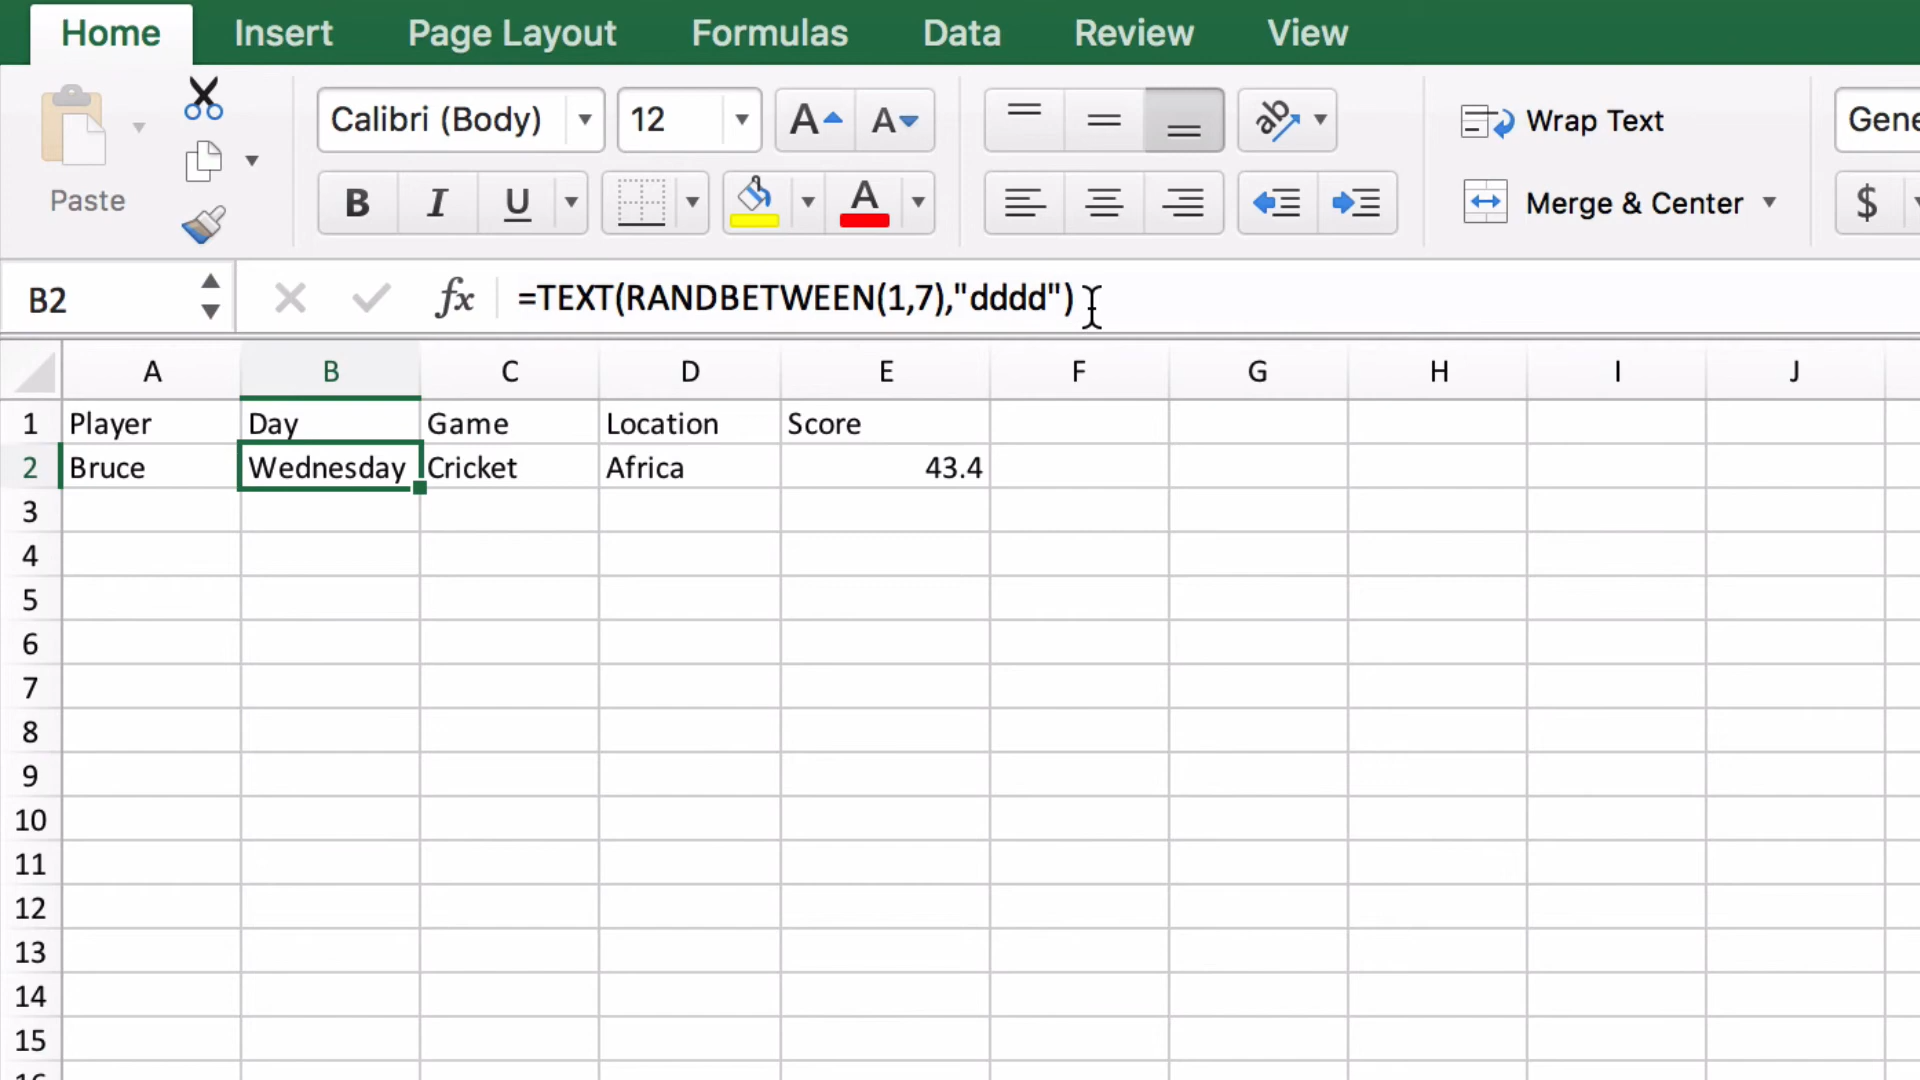 Home Insert Page Layout Formulas Data Review View
Calibri (Body) 12 A A ab Wrap Text Gene
Paste B I U A Merge & Center $
B2 fx =TEXT(RANDBETWEEN(1,7),"dddd")
A B C D E F G H I J
1 Player Day Game Location Score
2 Bruce Wednesday Cricket Africa 43.4
3
4
5
6
7
8
9
10
11
12
13
14
15